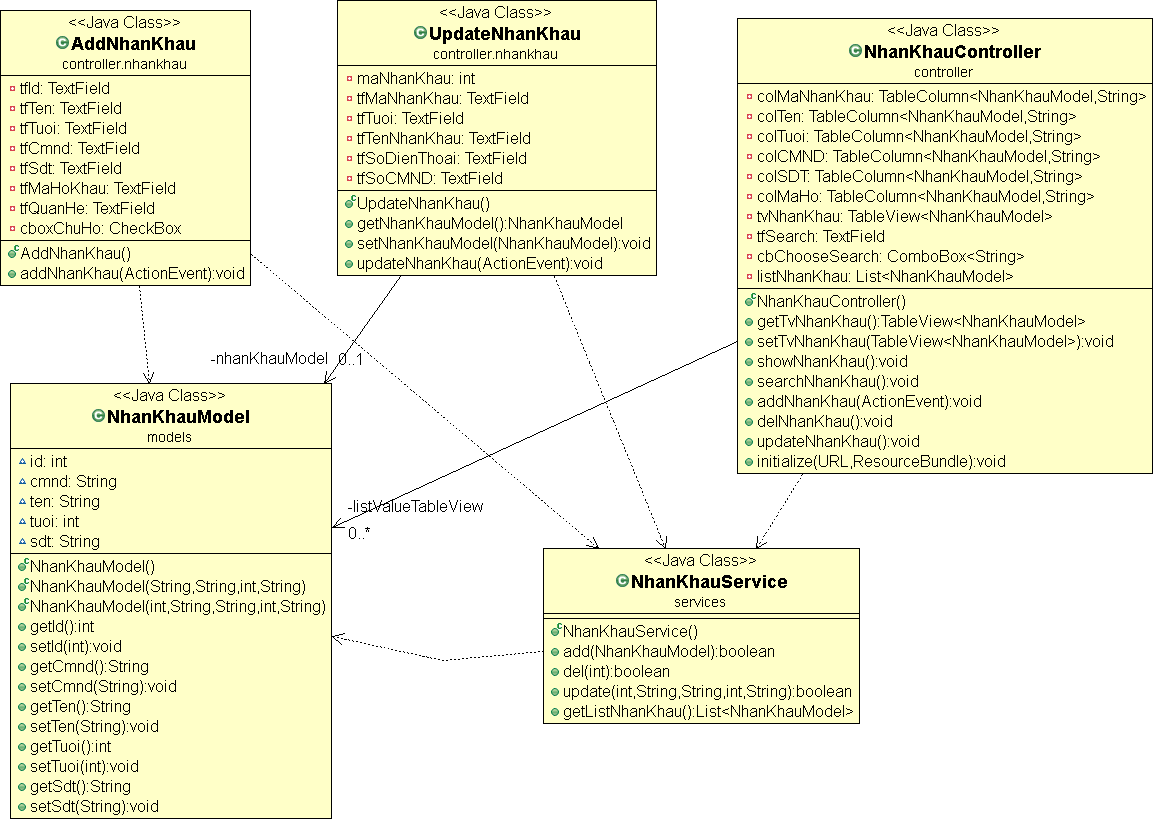 <<Java Class>>
AddNhanKhau
controller.nhankhau
tfId: TextField
tfTen: TextField
tfTuoi: TextField
tfCmnd: TextField
tfSdt: TextField
tfMaHoKhau: TextField
tfQuanHe: TextField
cboxChuHo: CheckBox
AddNhanKhau()
addNhanKhau(ActionEvent):void
<<Java Class>>
UpdateNhanKhau
controller.nhankhau
maNhanKhau: int
tfMaNhanKhau: TextField
tfTuoi: TextField
tfTenNhanKhau: TextField
tfSoDienThoai: TextField
tfSoCMND: TextField
UpdateNhanKhau()
getNhanKhauModel():NhanKhauModel
setNhanKhauModel(NhanKhauModel):void
updateNhanKhau(ActionEvent):void
<<Java Class>>
NhanKhauController
controller
colMaNhanKhau: TableColumn<NhanKhauModel,String>
colTen: TableColumn<NhanKhauModel,String>
colTuoi: TableColumn<NhanKhauModel,String>
colCMND: TableColumn<NhanKhauModel,String>
colSDT: TableColumn<NhanKhauModel,String>
colMaHo: TableColumn<NhanKhauModel,String>
tvNhanKhau: TableView<NhanKhauModel>
tfSearch: TextField
cbChooseSearch: ComboBox<String>
listNhanKhau: List<NhanKhauModel>
NhanKhauController()
getTvNhanKhau():TableView<NhanKhauModel>
setTvNhanKhau(TableView<NhanKhauModel>):void
showNhanKhau():void
searchNhanKhau():void
addNhanKhau(ActionEvent):void
delNhanKhau():void
updateNhanKhau():void
initialize(URL,ResourceBundle):void
-nhanKhauModel 0..1
<<Java Class>>
NhanKhauModel
models
id: int
cmnd: String
ten: String
tuoi: int
sdt: String
NhanKhauModel()
NhanKhauModel(String,String,int,String)
NhanKhauModel(int,String,String,int,String)
getId():int
setId(int):void
getCmnd():String
setCmnd(String):void
getTen():String
setTen(String):void
getTuoi():int
setTuoi(int):void
getSdt():String
setSdt(String):void
-listValueTableView
0..*
<<Java Class>>
NhanKhauService
services
NhanKhauService()
add(NhanKhauModel):boolean
del(int):boolean
update(int,String,String,int,String):boolean
getListNhanKhau():List<NhanKhauModel>